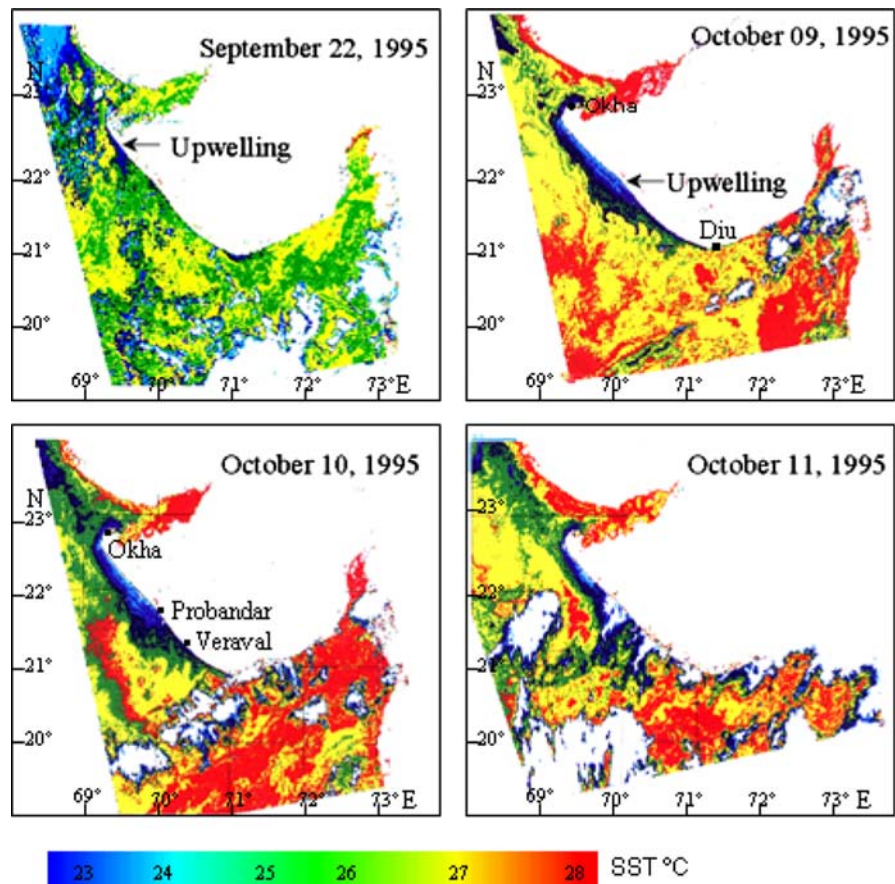 September 22, 1995
N
23°
Upwelling
22°
21°
20°
69° 70° 71° 72° 73° E
October 09, 1995
23°
Okha
22°
Upwelling
Diu
21°
20°
69° 70° 71° 72° 73°
October 10, 1995
N
23°
Okha
22°
Probandar
Veraval
21°
20°
69° 70° 71° 72° 73° E
October 11, 1995
23°
22°
21°
20°
69° 70° 71° 72° 73°
23 24 25 26 27 28 SST °C